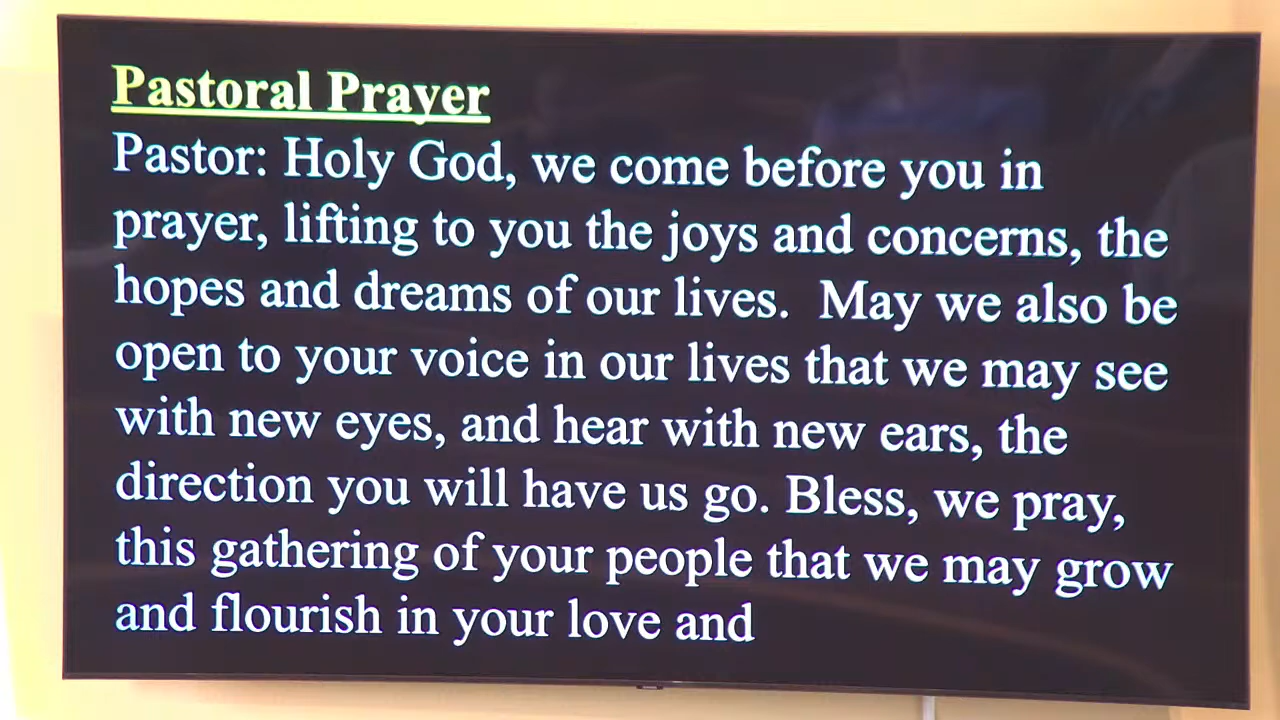 Pastoral Prayer
Pastor: Holy God, we come before you in
prayer, lifting to you the joys and concerns, the
hopes and dreams of our lives.  May we also be
open to your voice in our lives that we may see
with new eyes, and hear with new ears, the
direction you will have us go. Bless, we pray,
this gathering of your people that we may grow
and flourish in your love and